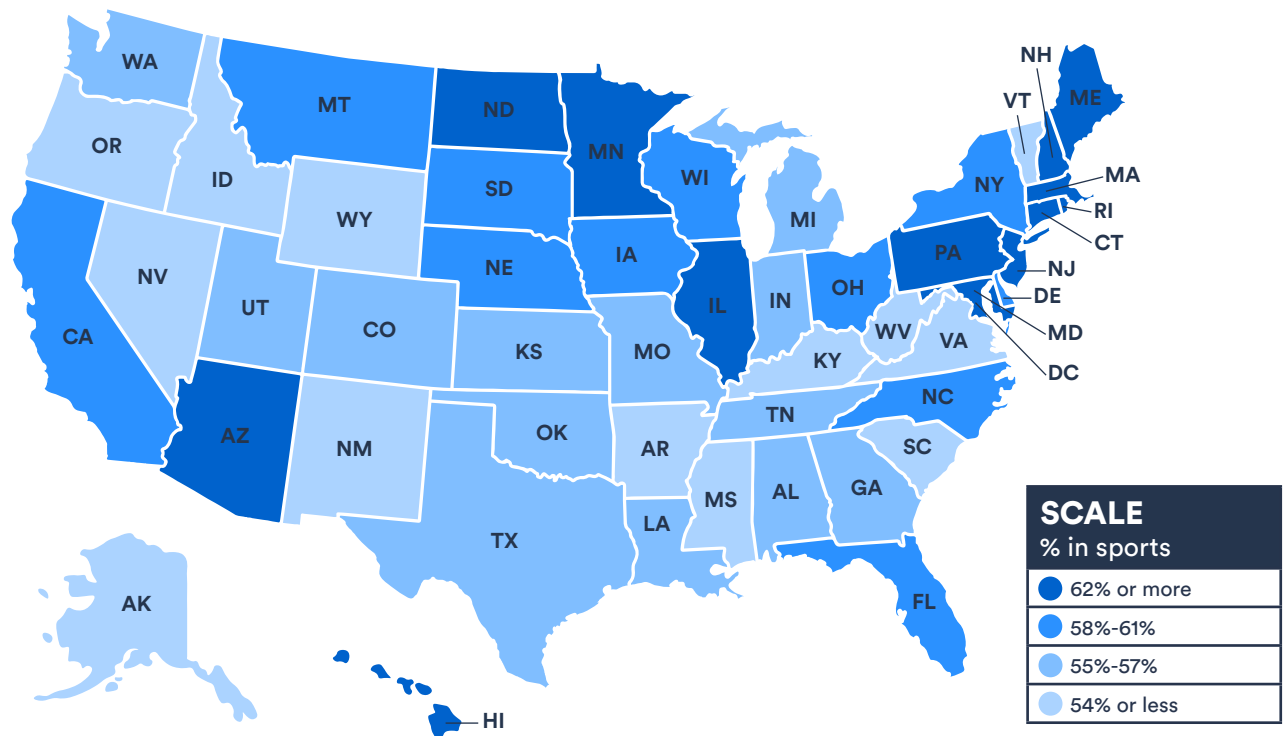 WA
MT
ND
MN
NH
VT
ME
OR
ID
SD
WI
NY
MA
RI
CT
WY
MI
NV
NE
IA
PA
NJ
DE
MD
DC
UT
CO
IL
IN
OH
CA
KS
MO
KY
WV
VA
AZ
NM
OK
AR
TN
NC
SC
TX
LA
MS
AL
GA
FL
AK
HI
SCALE
% in sports
62% or more
58%-61%
55%-57%
54% or less